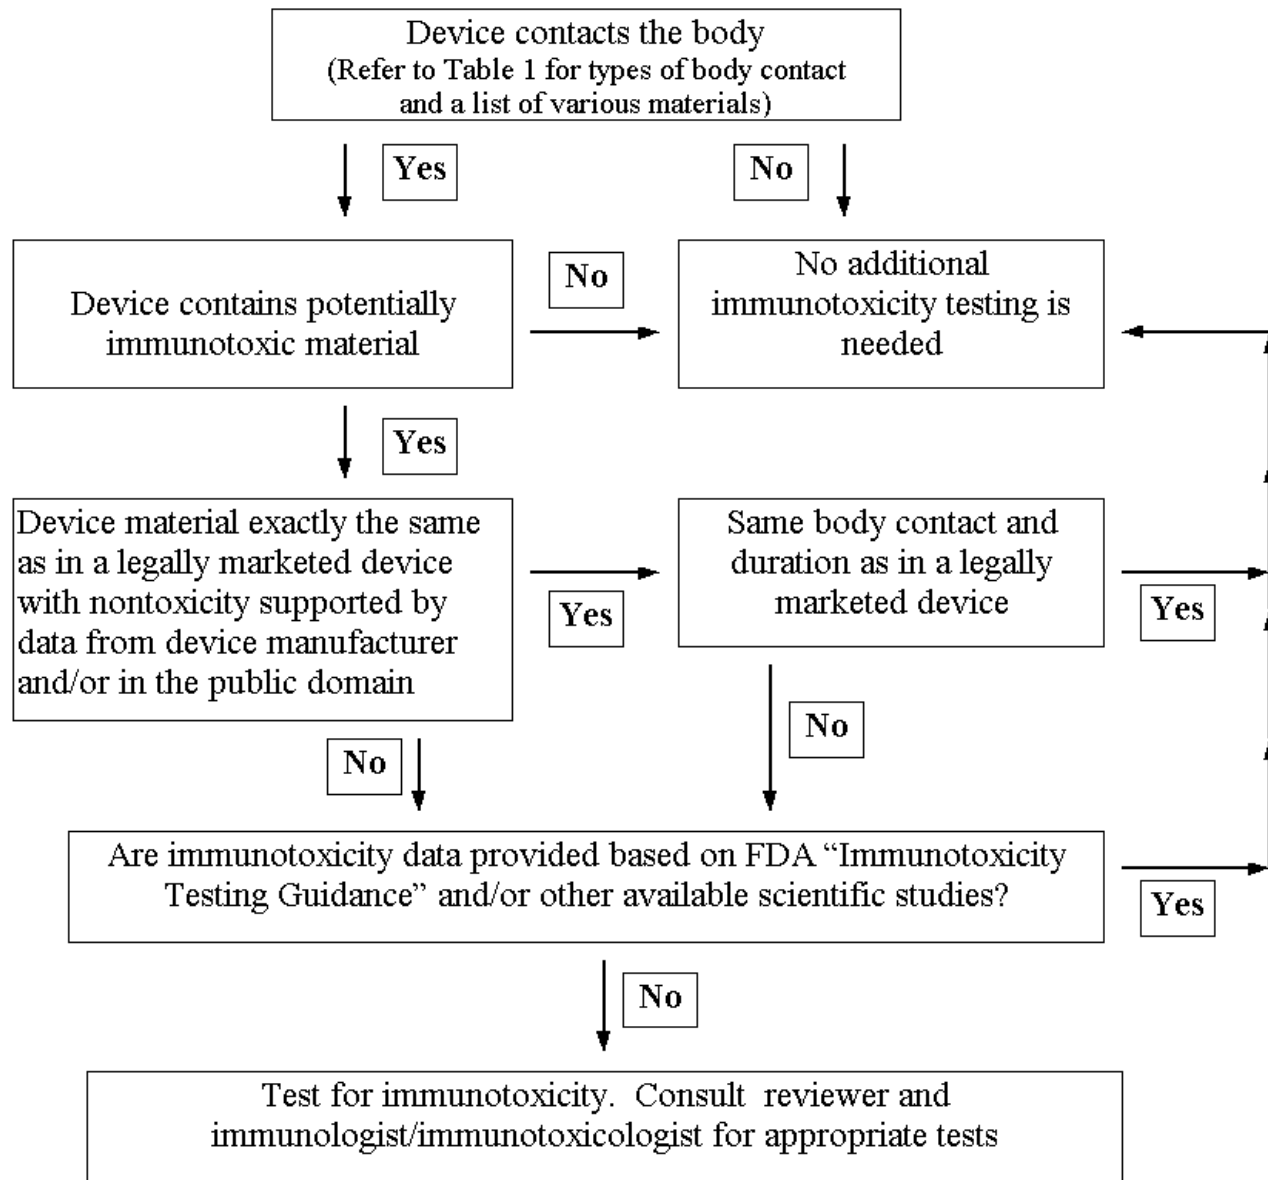 Device contacts the body
(Refer to Table 1 for types of body contact
and a list of various materials)
Yes
No
Device contains potentially
immunotoxic material
No
No additional
immunotoxicity testing is
needed
Yes
Device material exactly the same
as in a legally marketed device
with nontoxicity supported by
data from device manufacturer
and/or in the public domain
Yes
Same body contact and
duration as in a legally
marketed device
Yes
No
No
Are immunotoxicity data provided based on FDA “Immunotoxicity
Testing Guidance” and/or other available scientific studies?
Yes
No
Test for immunotoxicity.  Consult  reviewer and
immunologist/immunotoxicologist for appropriate tests